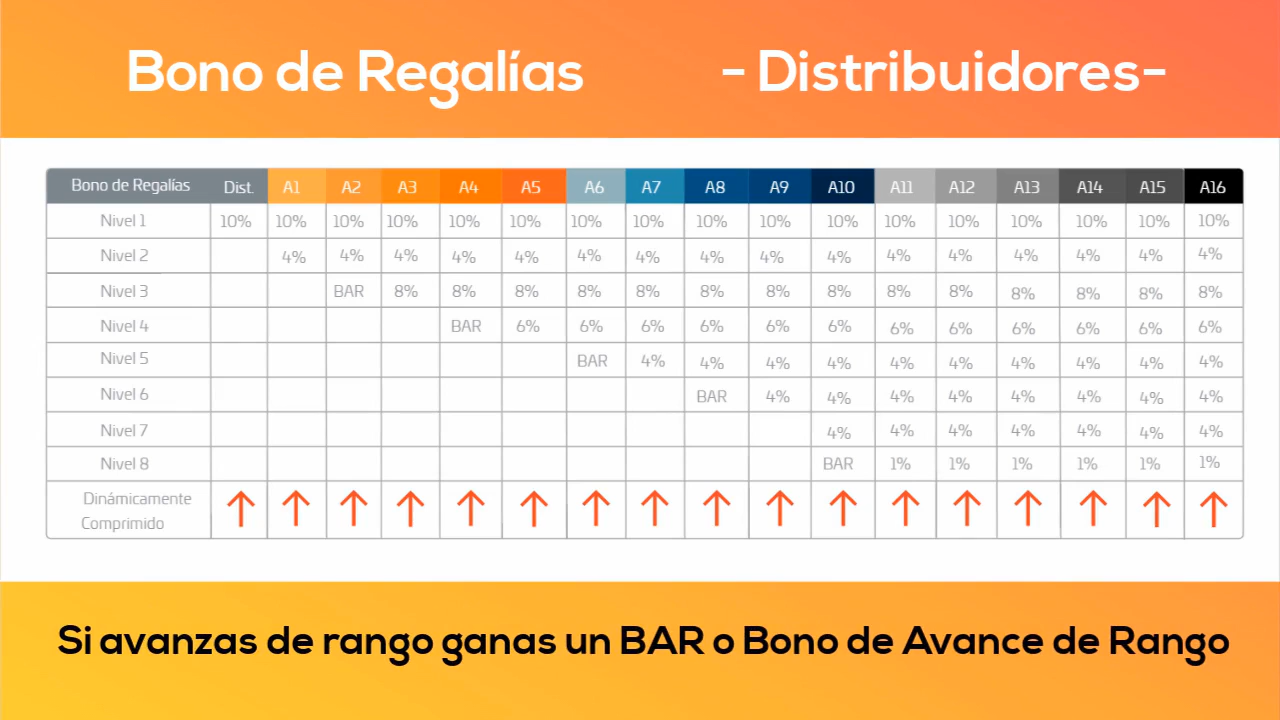 Bono de Regalías - Distribuidores-
Bono de Regalías Dist. A1 A2 A3 A4 A5 A6 A7 A8 A9 A10 A11 A12 A13 A14 A15 A16
Nivel 1 10% 10% 10% 10% 10% 10% 10% 10% 10% 10% 10% 10% 10% 10% 10% 10% 10%
Nivel 2 4% 4% 4% 4% 4% 4% 4% 4% 4% 4% 4% 4% 4% 4% 4% 4%
Nivel 3 BAR 8% 8% 8% 8% 8% 8% 8% 8% 8% 8% 8% 8% 8% 8%
Nivel 4 BAR 6% 6% 6% 6% 6% 6% 6% 6% 6% 6% 6% 6%
Nivel 5 BAR 4% 4% 4% 4% 4% 4% 4% 4% 4% 4%
Nivel 6 BAR 4% 4% 4% 4% 4% 4% 4% 4%
Nivel 7 4% 4% 4% 4% 4% 4% 4%
Nivel 8 BAR 1% 1% 1% 1% 1% 1%
Dinámicamente
Comprimido
Si avanzas de rango ganas un BAR o Bono de Avance de Rango